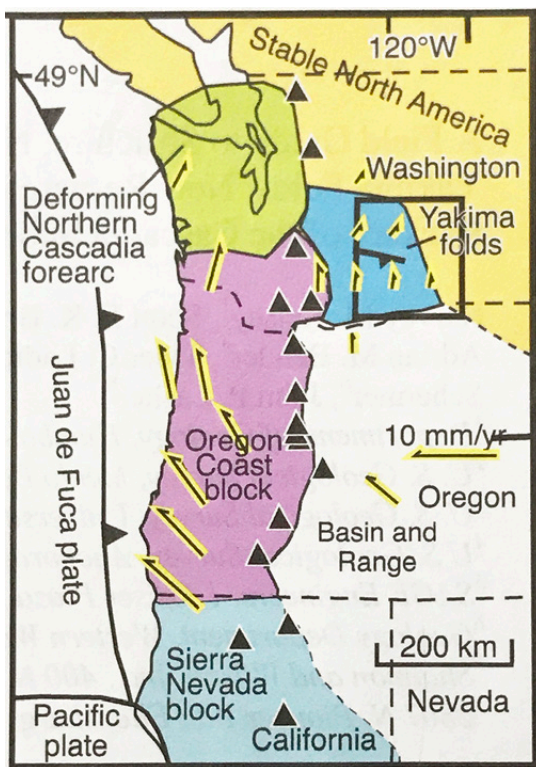 120°W
49°N
Stable North America
Washington
Deforming
Northern
Cascadia
forearc
Yakima
folds
Juan de Fuca plate
Oregon
Coast
block
10 mm/yr
Oregon
Basin and
Range
200 km
Sierra
Nevada
block
Nevada
Pacific
plate
California